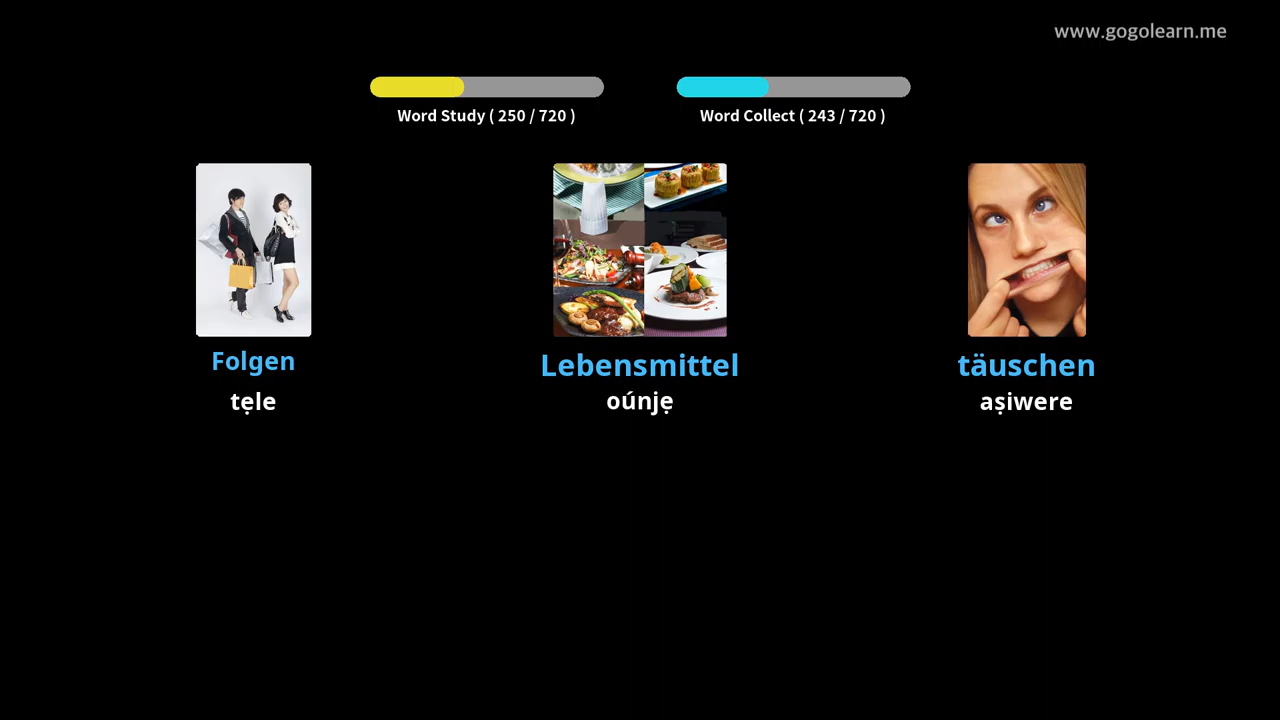 www.gogolearn.me
Word Study ( 250 / 720 )
Word Collect ( 243 / 720 )
Folgen
Lebensmittel
täuschen
tẹle
oúnjẹ
aṣiwere